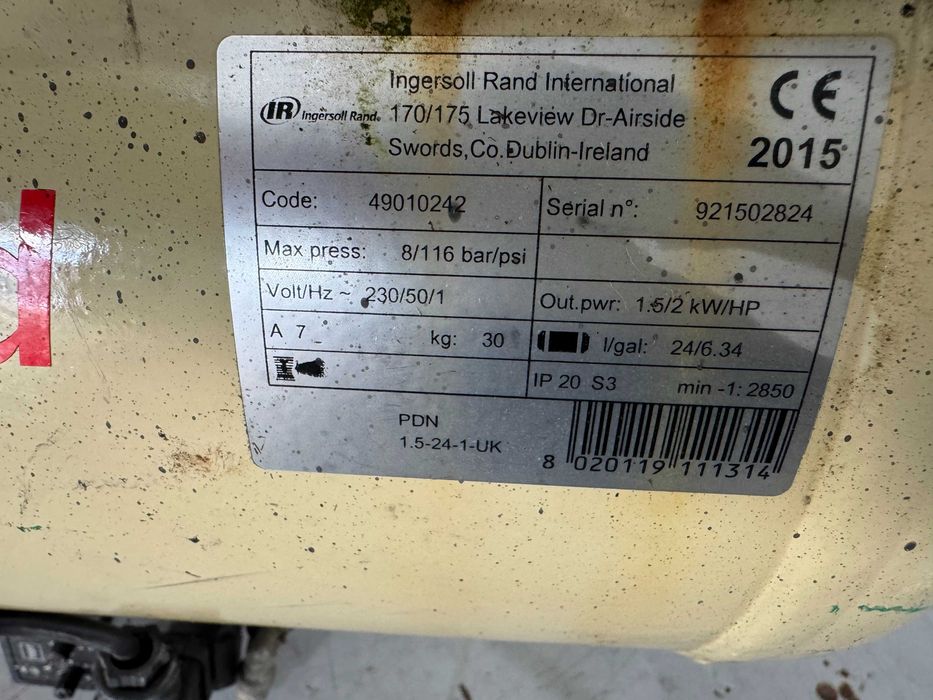 Ingersoll Rand International
IR Ingersoll Rand® 170/175 Lakeview Dr-Airside
Swords,Co.Dublin-Ireland
CE
2015
Code: 49010242
Serial n°: 921502824
Max press: 8/116 bar/psi
Volt/Hz ~ 230/50/1
Out.pwr: 1.5/2 kW/HP
A 7
kg: 30
l/gal: 24/6.34
IP 20 S3 min -1: 2850
PDN
1.5-24-1-UK
8 020119 111314
d